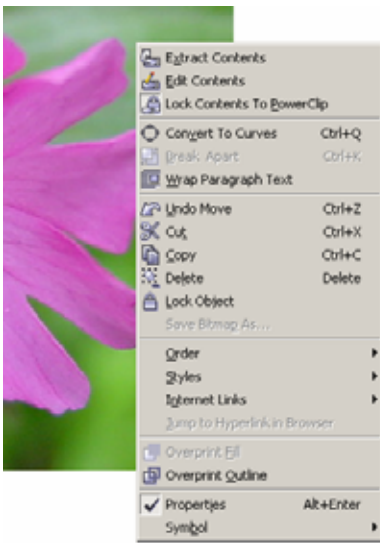 Extract Contents
Edit Contents
Lock Contents To PowerClip
Convert To Curves Ctrl+Q
Break Apart Ctrl+K
Wrap Paragraph Text
Undo Move Ctrl+Z
Cut Ctrl+X
Copy Ctrl+C
Delete Delete
Lock Object
Save Bitmap As...
Order
Styles
Internet Links
Jump to Hyperlink in Browser
Overprint Fill
Overprint Outline
Properties Alt+Enter
Symbol